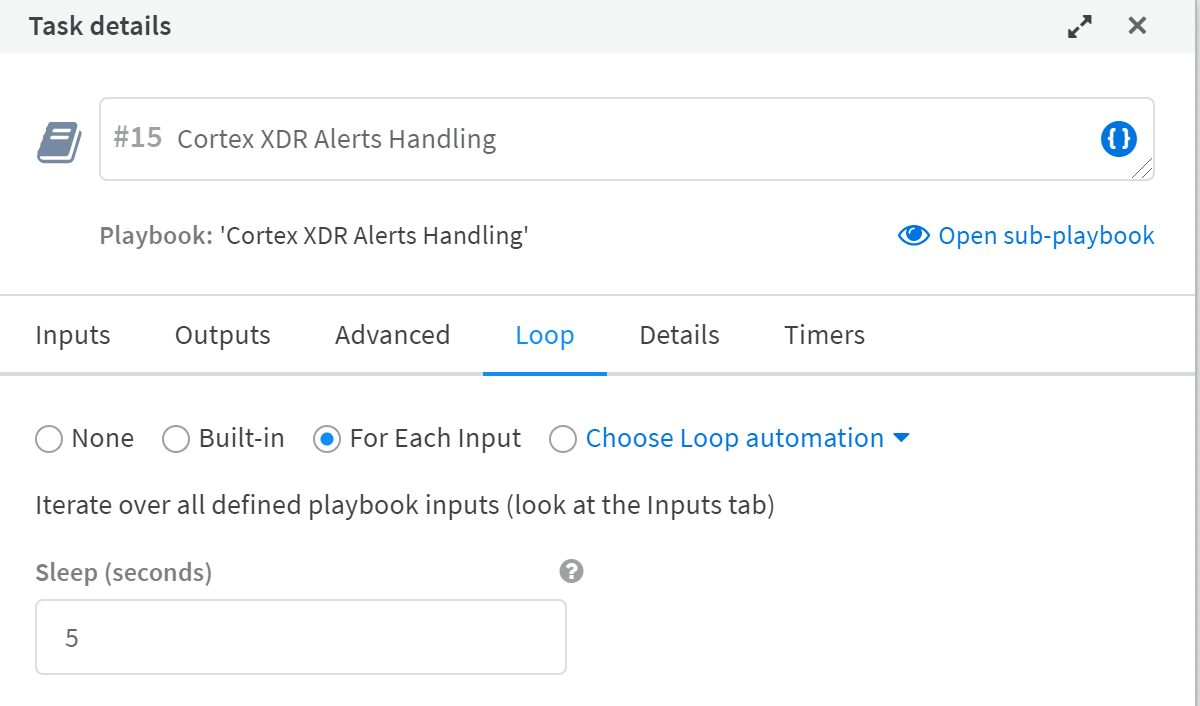 Task details
#15 Cortex XDR Alerts Handling
Playbook: 'Cortex XDR Alerts Handling'
Open sub-playbook
Inputs Outputs Advanced Loop Details Timers
None Built-in For Each Input Choose Loop automation
Iterate over all defined playbook inputs (look at the Inputs tab)
Sleep (seconds)
5